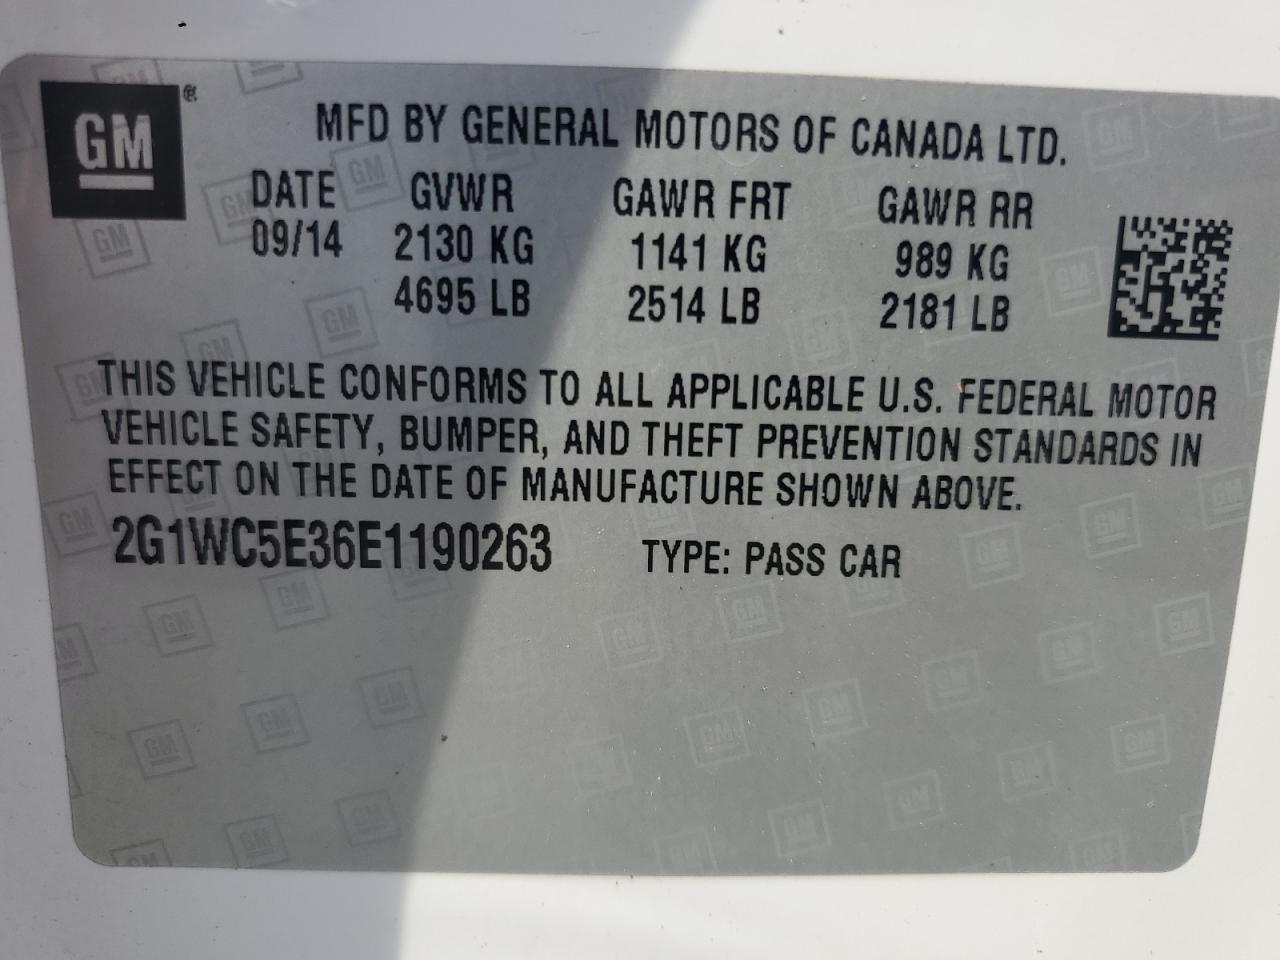 GM
MFD BY GENERAL MOTORS OF CANADA LTD.
DATE GVWR GAWR FRT GAWR RR
09/14 2130 KG 1141 KG 989 KG
4695 LB 2514 LB 2181 LB
THIS VEHICLE CONFORMS TO ALL APPLICABLE U.S. FEDERAL MOTOR
VEHICLE SAFETY, BUMPER, AND THEFT PREVENTION STANDARDS IN
EFFECT ON THE DATE OF MANUFACTURE SHOWN ABOVE.
2G1WC5E36E1190263 TYPE: PASS CAR